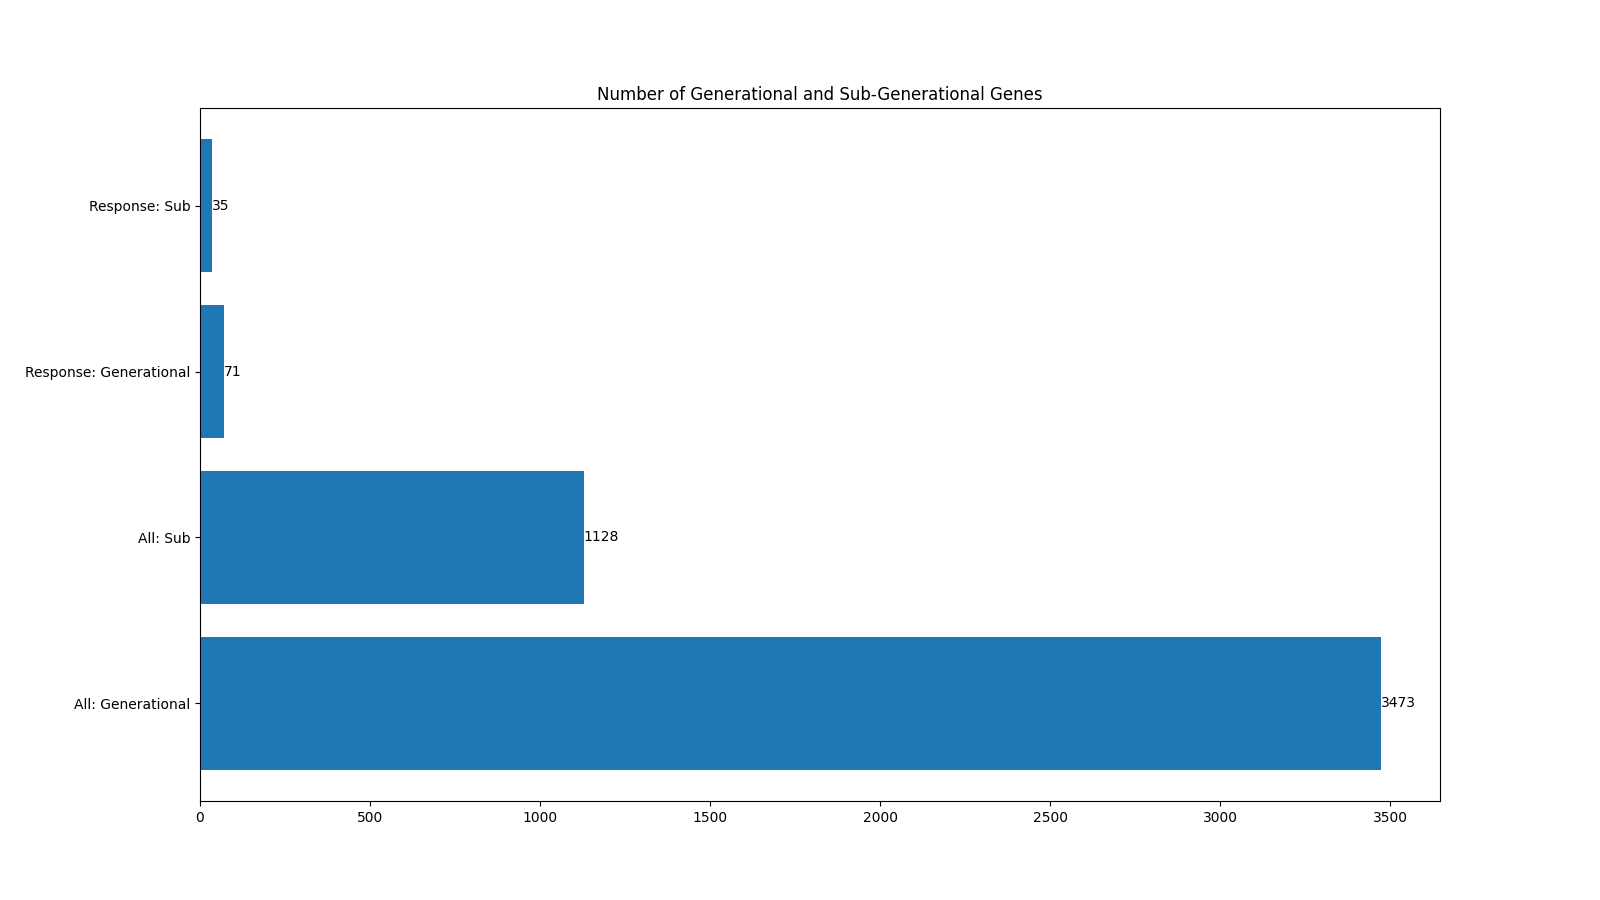 Number of Generational and Sub-Generational Genes
Response: Sub
35
Response: Generational
71
All: Sub
1128
All: Generational
3473
0 500 1000 1500 2000 2500 3000 3500